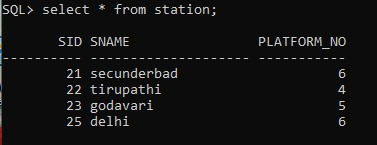 SQL> select * from station;
SID SNAME PLATFORM_NO
---------- -------------------- -----------
21 secunderbad 6
22 tirupathi 4
23 godavari 5
25 delhi 6